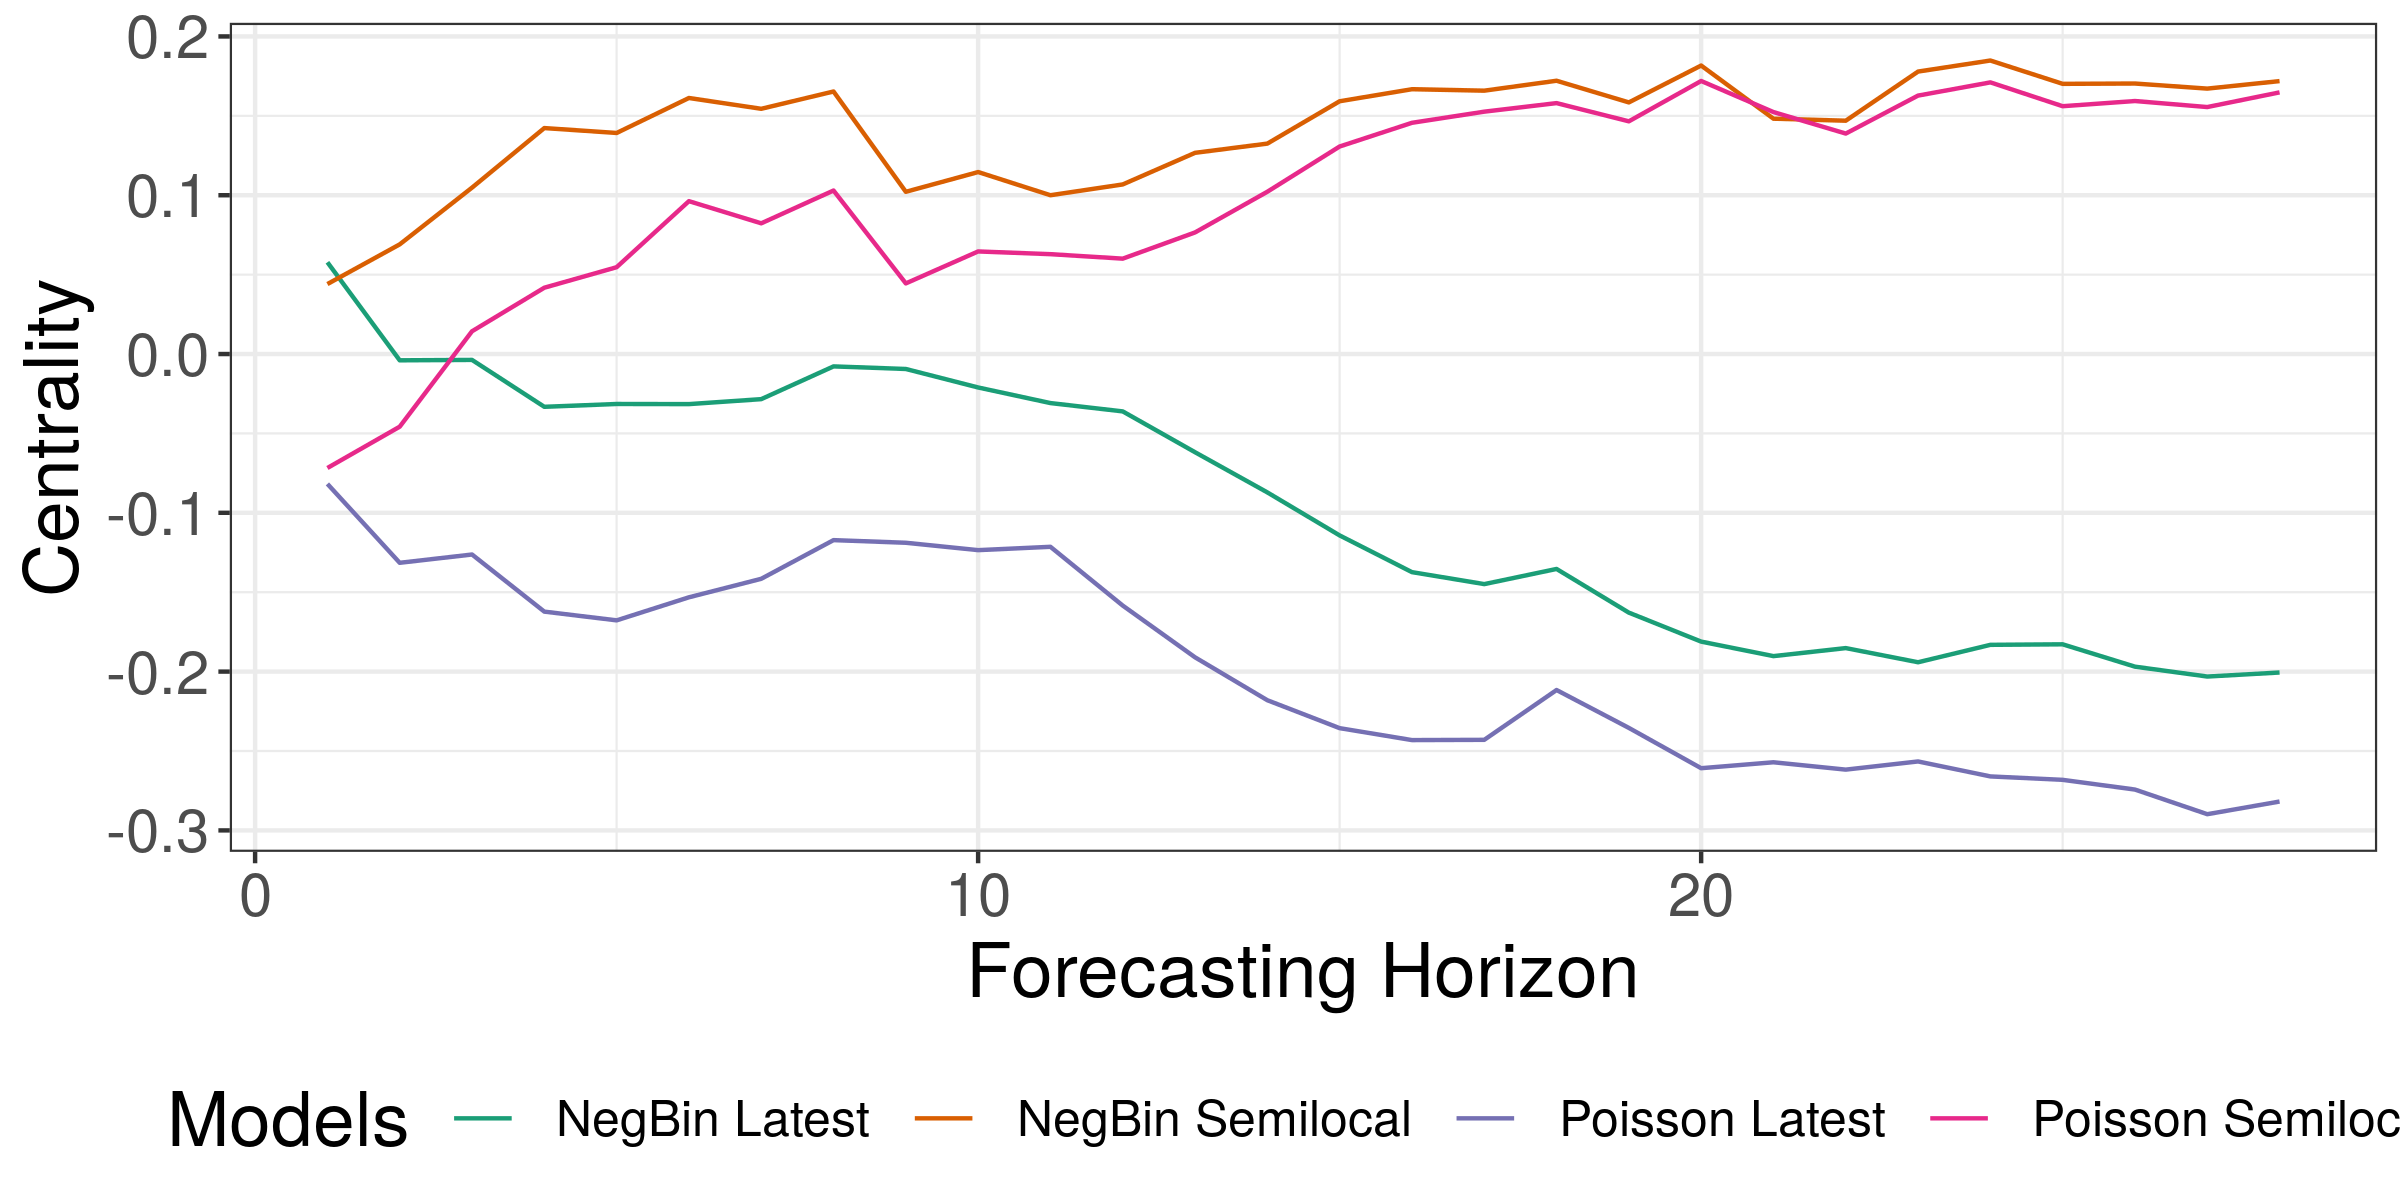 0.2
0.1
0.0
-0.1
-0.2
-0.3
Centrality
0 10 20
Forecasting Horizon
Models NegBin Latest NegBin Semilocal Poisson Latest Poisson Semiloc